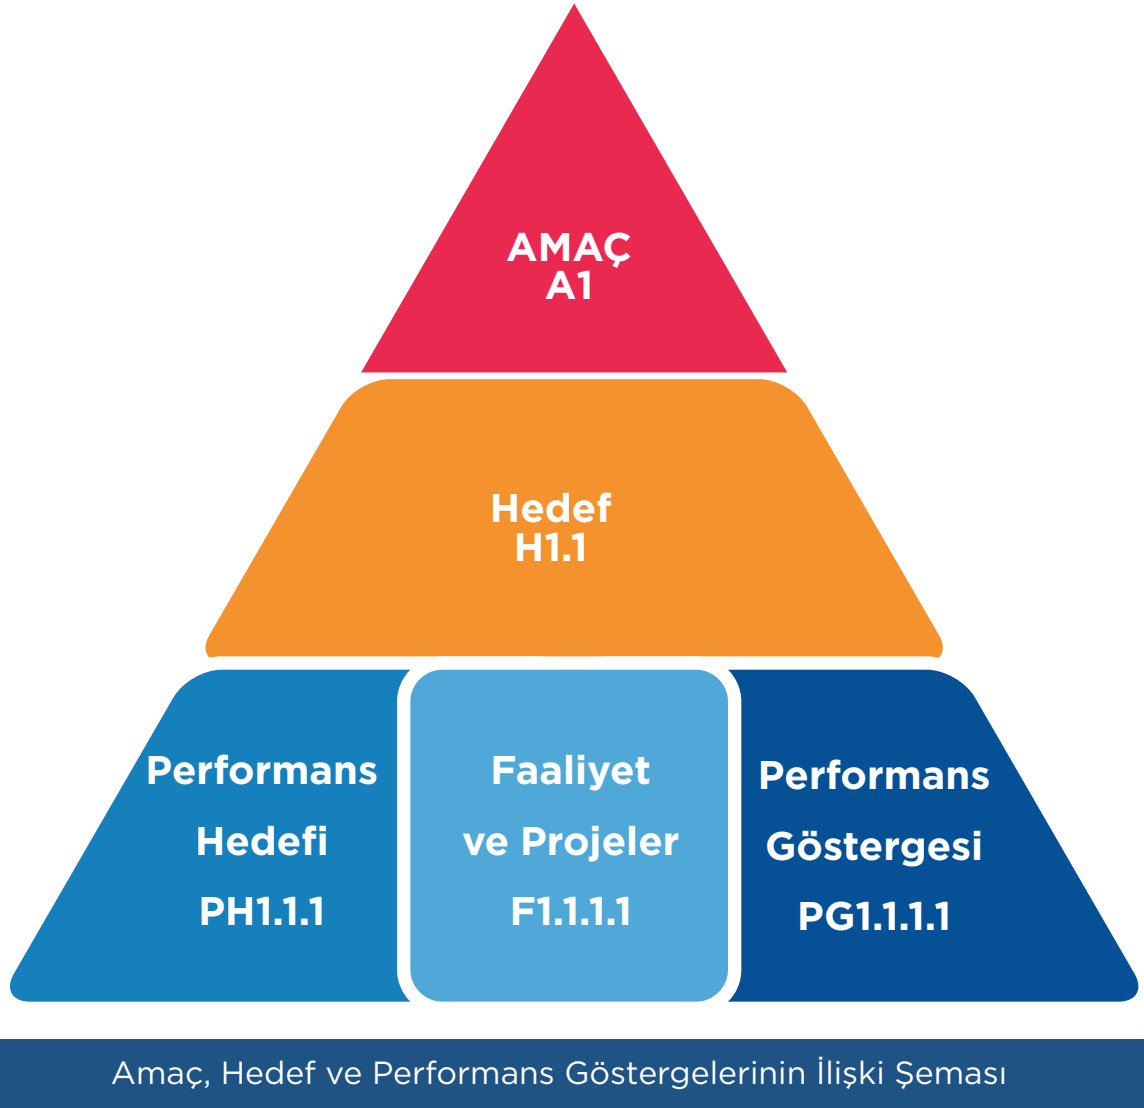 AMAÇ
A1
Hedef
H1.1
Performans
Hedefi
PH1.1.1
Faaliyet
ve Projeler
F1.1.1.1
Performans
Göstergesi
PG1.1.1.1
Amaç, Hedef ve Performans Göstergelerinin İlişki Şeması